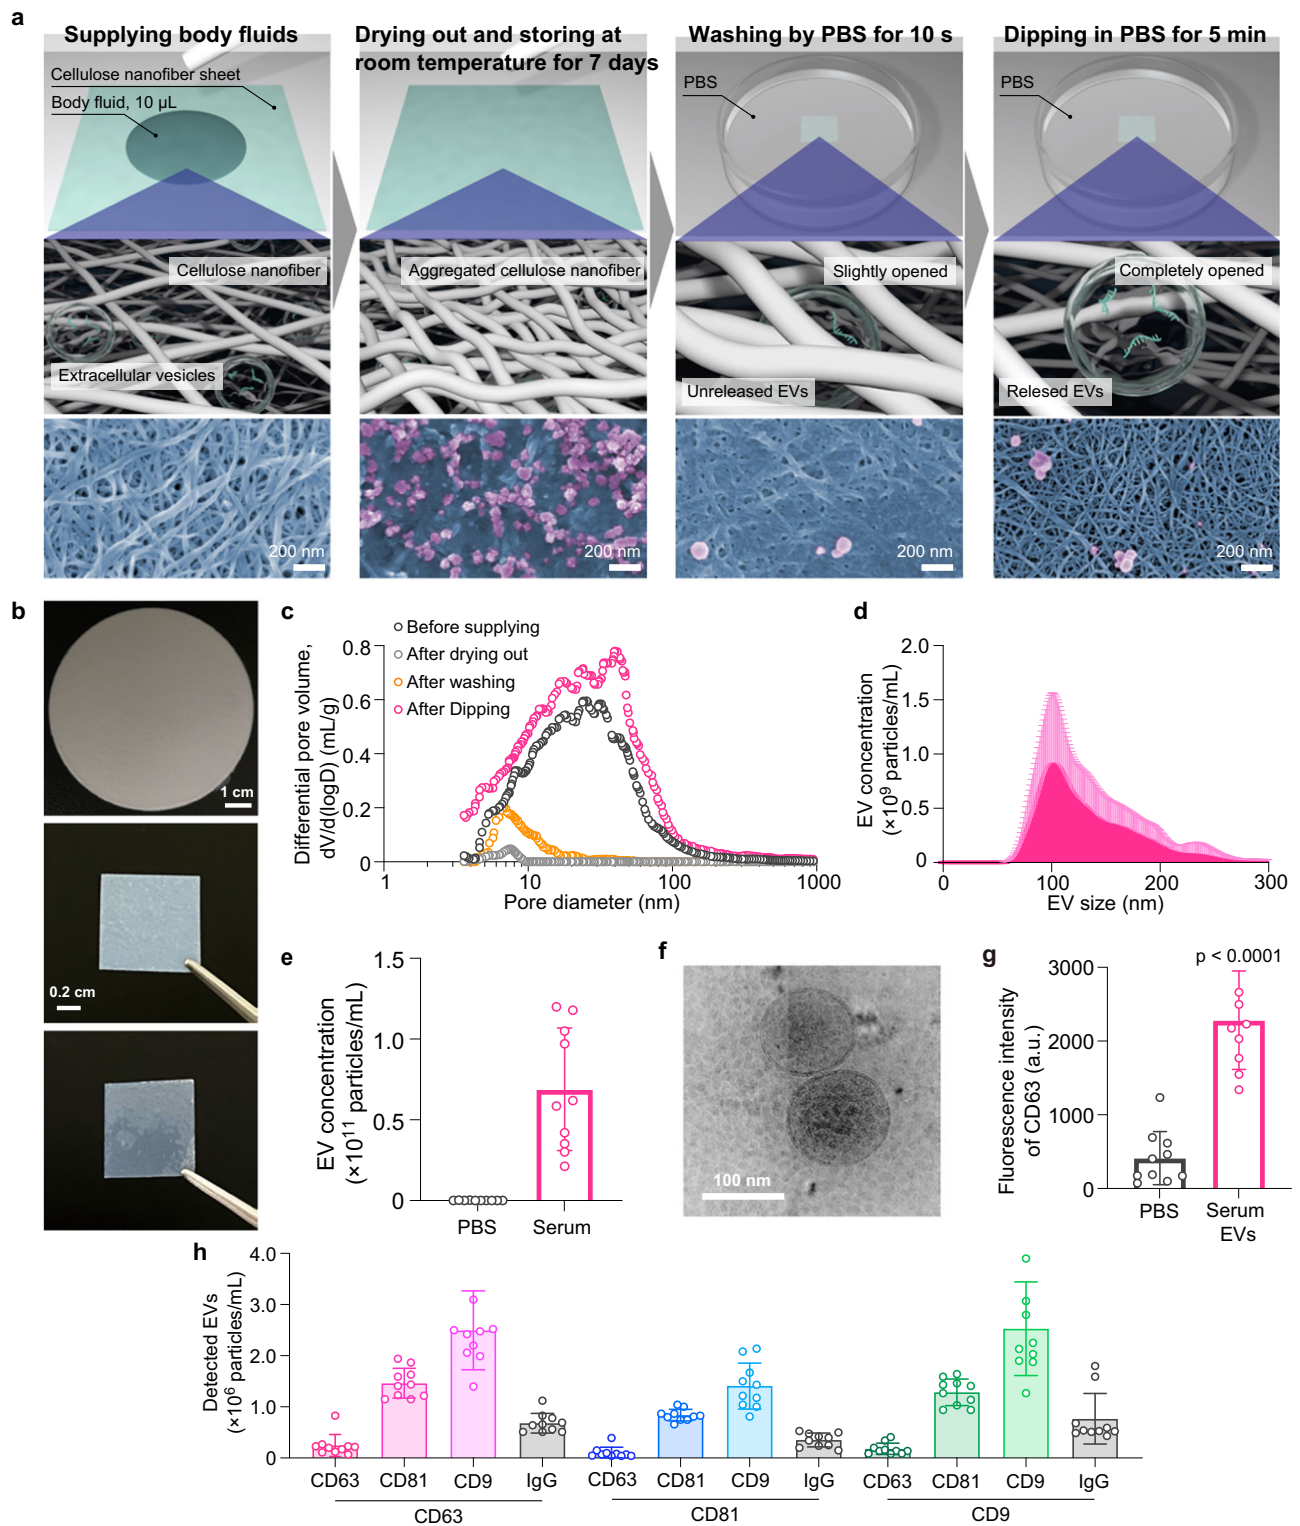 a
Supplying body fluids
Cellulose nanofiber sheet
Body fluid, 10 µL
Cellulose nanofiber
Extracellular vesicles
200 nm
Drying out and storing at
room temperature for 7 days
Aggregated cellulose nanofiber
200 nm
Washing by PBS for 10 s
PBS
Slightly opened
Unreleased EVs
200 nm
Dipping in PBS for 5 min
PBS
Completely opened
Relesed EVs
200 nm
b
1 cm
0.2 cm
c
Before supplying
After drying out
After washing
After Dipping
Differential pore volume,
dV/d(logD) (mL/g)
0.8
0.6
0.4
0.2
0
1
10
100
1000
Pore diameter (nm)
d
EV concentration
(×10⁹ particles/mL)
2.0
1.5
1.0
0.5
0
0
100
200
300
EV size (nm)
e
EV concentration
(×10¹¹ particles/mL)
1.5
1.0
0.5
0
PBS
Serum
f
100 nm
g
p < 0.0001
Fluorescence intensity
of CD63 (a.u.)
3000
2000
1000
0
PBS
Serum
EVs
h
Detected EVs
(×10⁶ particles/mL)
4.0
3.0
2.0
1.0
0
CD63 CD81 CD9 IgG CD63 CD81 CD9 IgG CD63 CD81 CD9 IgG
CD63 CD81 CD9